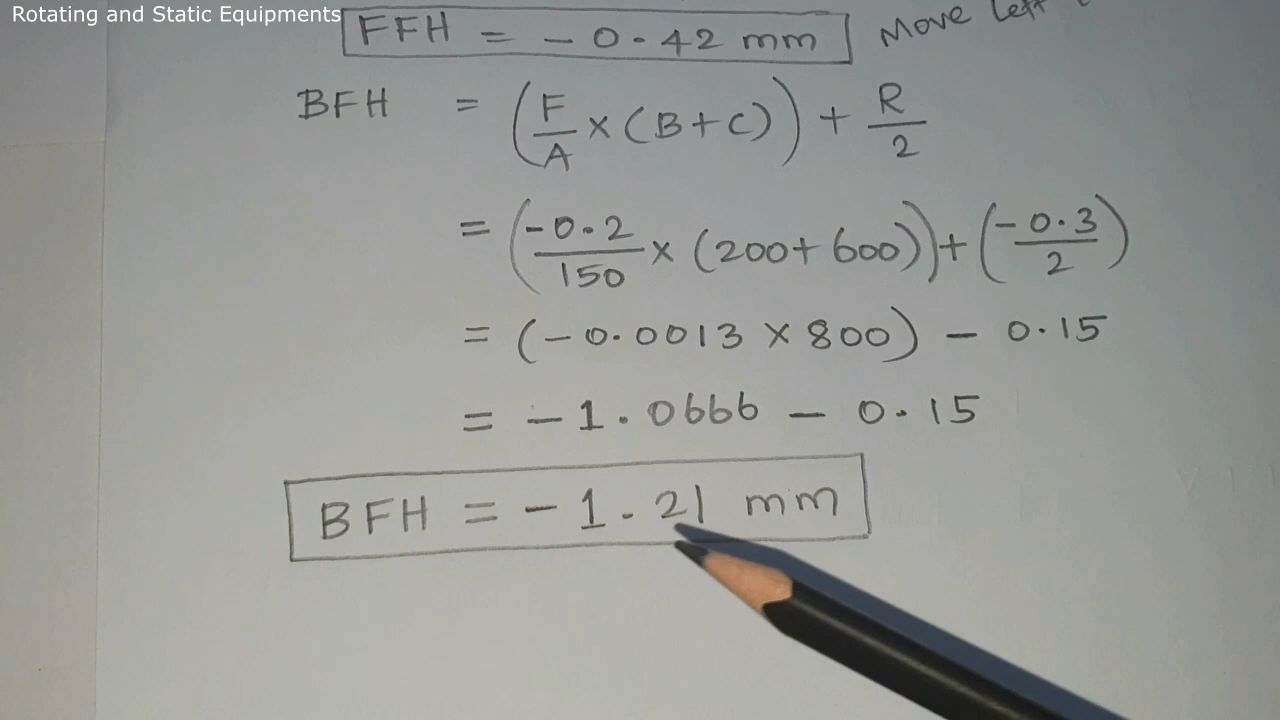 Rotating and Static Equipments
FFH = - 0.42 mm Move Left
BFH = (F/A × (B+C)) + R/2
= (-0.2/150 × (200+600)) + (-0.3/2)
= (-0.0013 × 800) - 0.15
= -1.0666 - 0.15
BFH = -1.21 mm